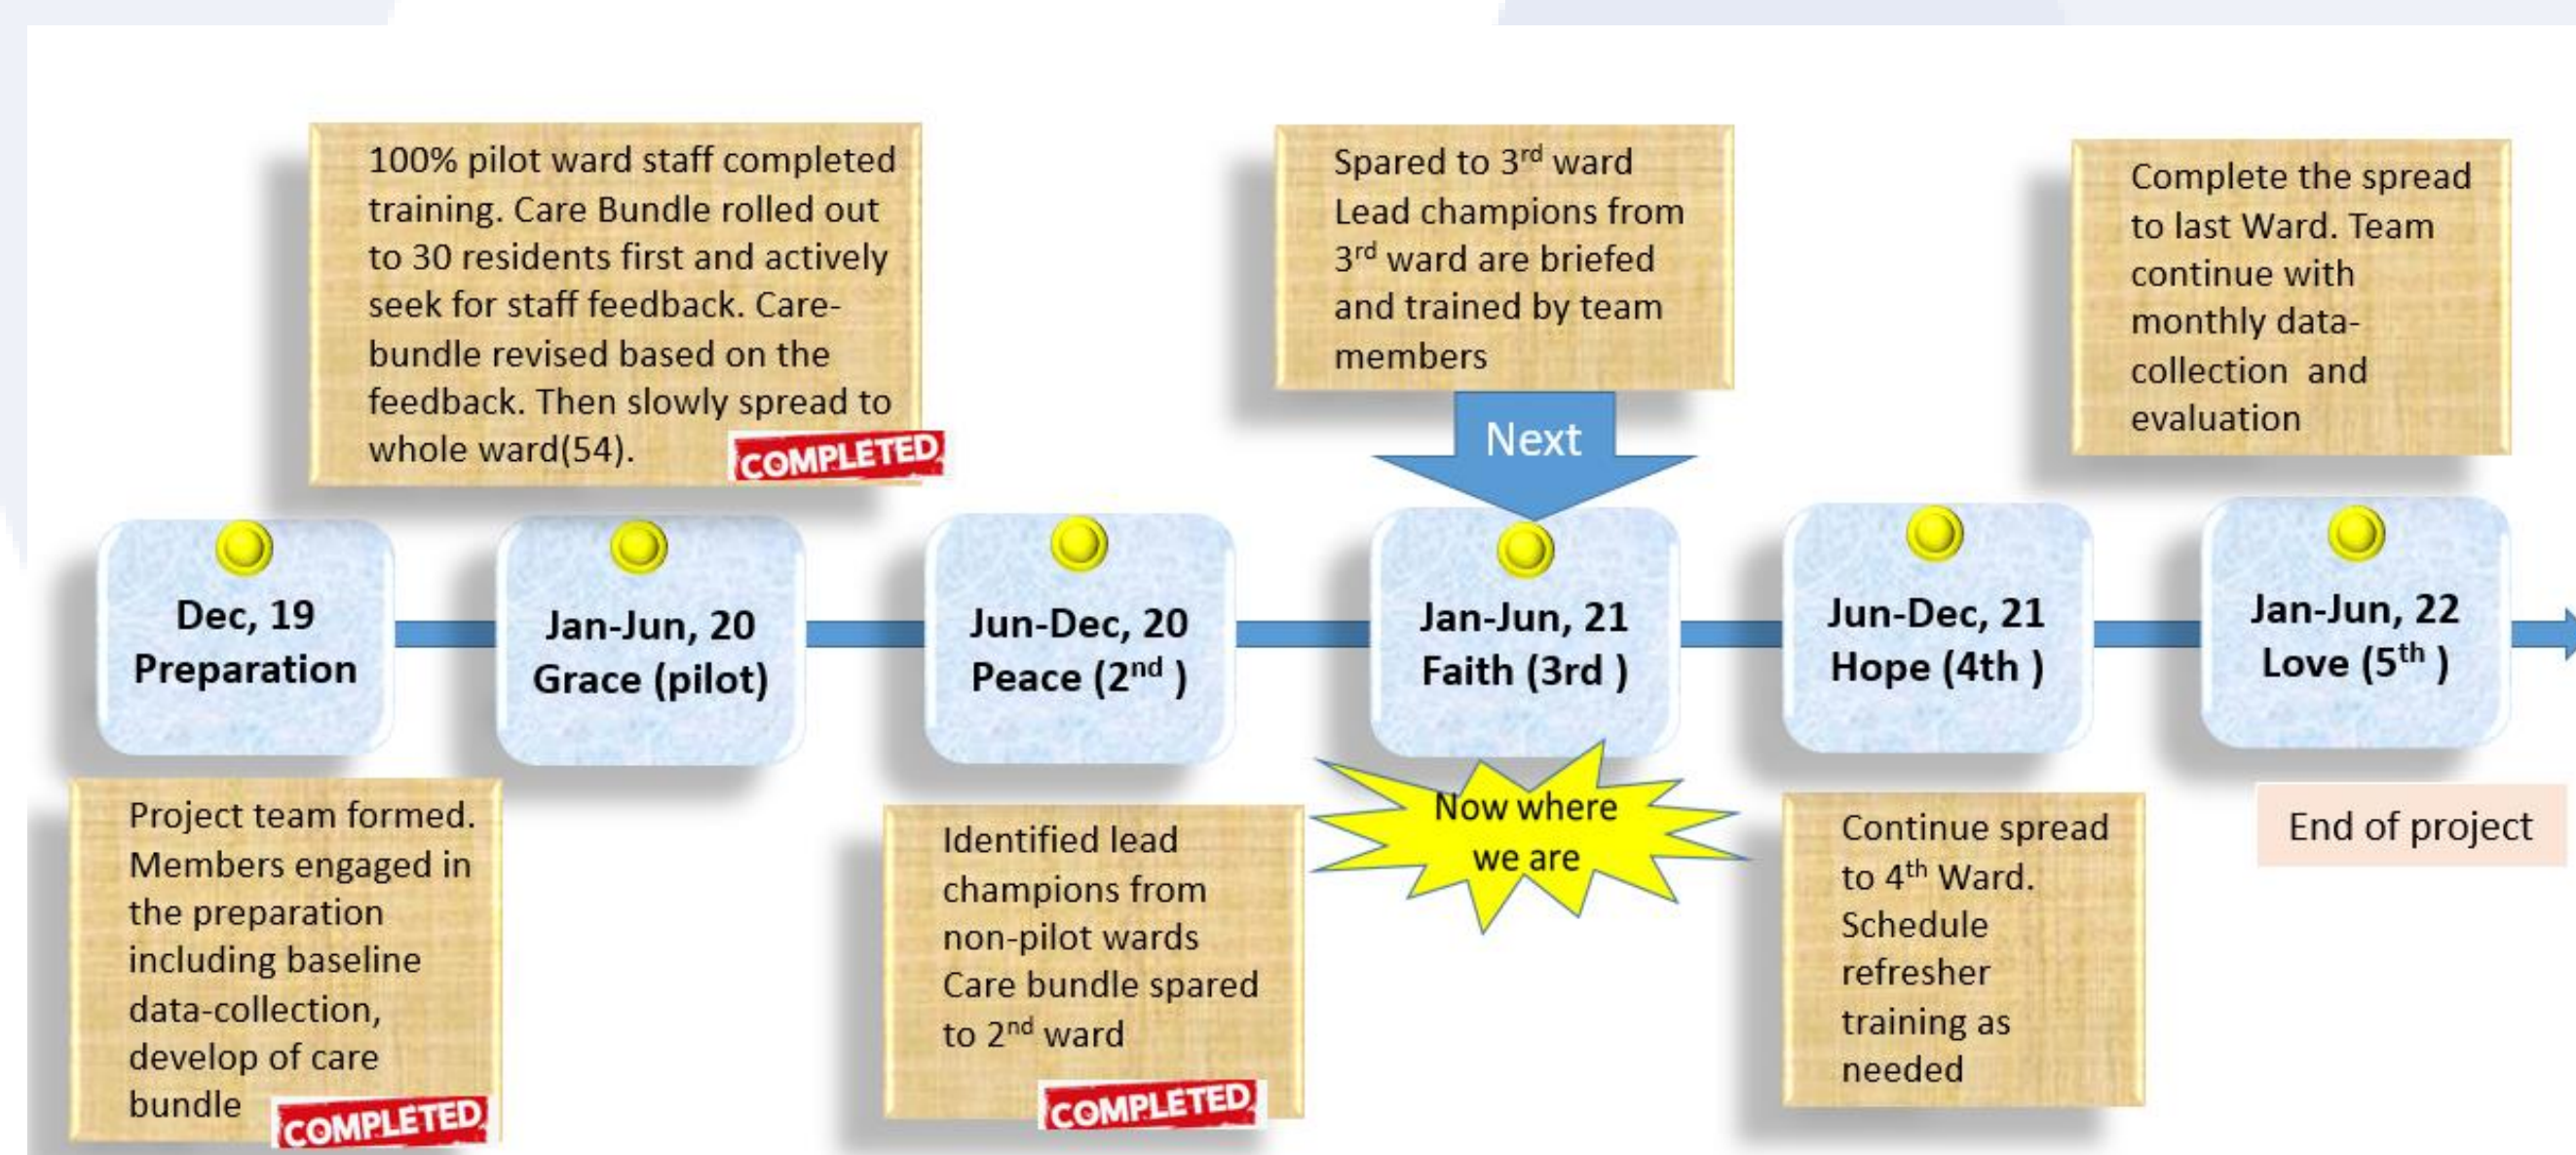 100% pilot ward staff completed
training. Care Bundle rolled out
to 30 residents first and actively
seek for staff feedback. Care-
bundle revised based on the
feedback. Then slowly spread to
whole ward(54).
COMPLETED
Spared to 3rd ward
Lead champions from
3rd ward are briefed
and trained by team
members
Next
Complete the spread
to last Ward. Team
continue with
monthly data-
collection and
evaluation
Dec, 19
Preparation
Jan-Jun, 20
Grace (pilot)
Jun-Dec, 20
Peace (2nd )
Jan-Jun, 21
Faith (3rd )
Jun-Dec, 21
Hope (4th )
Jan-Jun, 22
Love (5th )
Project team formed.
Members engaged in
the preparation
including baseline
data-collection,
develop of care
bundle
COMPLETED
Identified lead
champions from
non-pilot wards
Care bundle spared
to 2nd ward
COMPLETED
Now where
we are
Continue spread
to 4th Ward.
Schedule
refresher
training as
needed
End of project